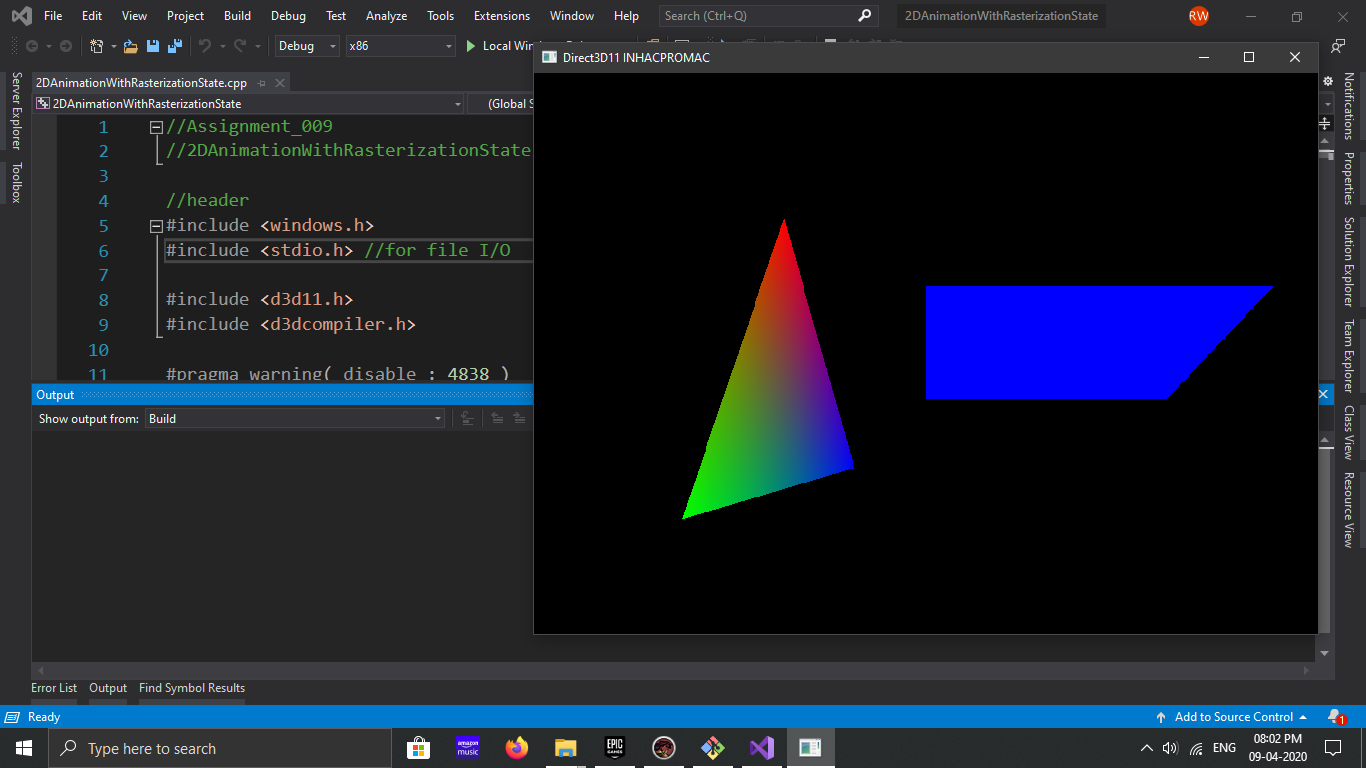 File Edit View Project Build Debug Test Analyze Tools Extensions Window Help Search (Ctrl+Q) 2DAnimationWithRasterizationState RW
Debug x86 Local Win
Direct3D11 INHACPROMAC
Server Explorer
Toolbox
2DAnimationWithRasterizationState.cpp
2DAnimationWithRasterizationState (Global S
1 //Assignment_009
2 //2DAnimationWithRasterizationState
3
4 //header
5 #include <windows.h>
6 #include <stdio.h> //for file I/O
7
8 #include <d3d11.h>
9 #include <d3dcompiler.h>
10
11 #pragma warning( disable : 4838 )
Output
Show output from: Build
Notifications
Properties
Solution Explorer
Team Explorer
Class View
Resource View
Error List Output Find Symbol Results
Ready Add to Source Control 1
Type here to search
amazon music
EPIC GAMES
ENG
08:02 PM
09-04-2020